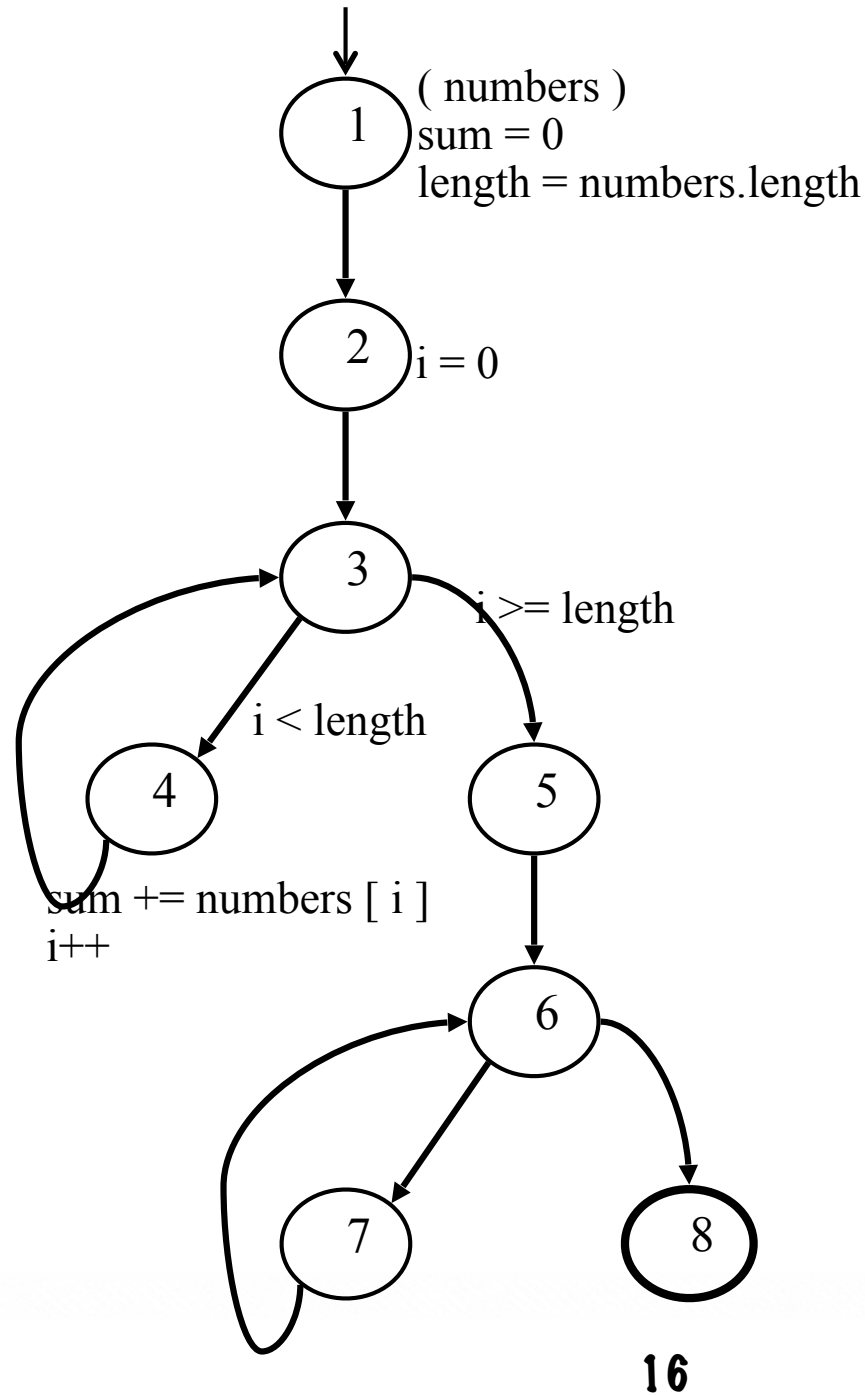 1
( numbers )
sum = 0
length = numbers.length
2
i = 0
3
i >= length
i < length
4
5
sum += numbers [ i ]
i++
6
7
8
16